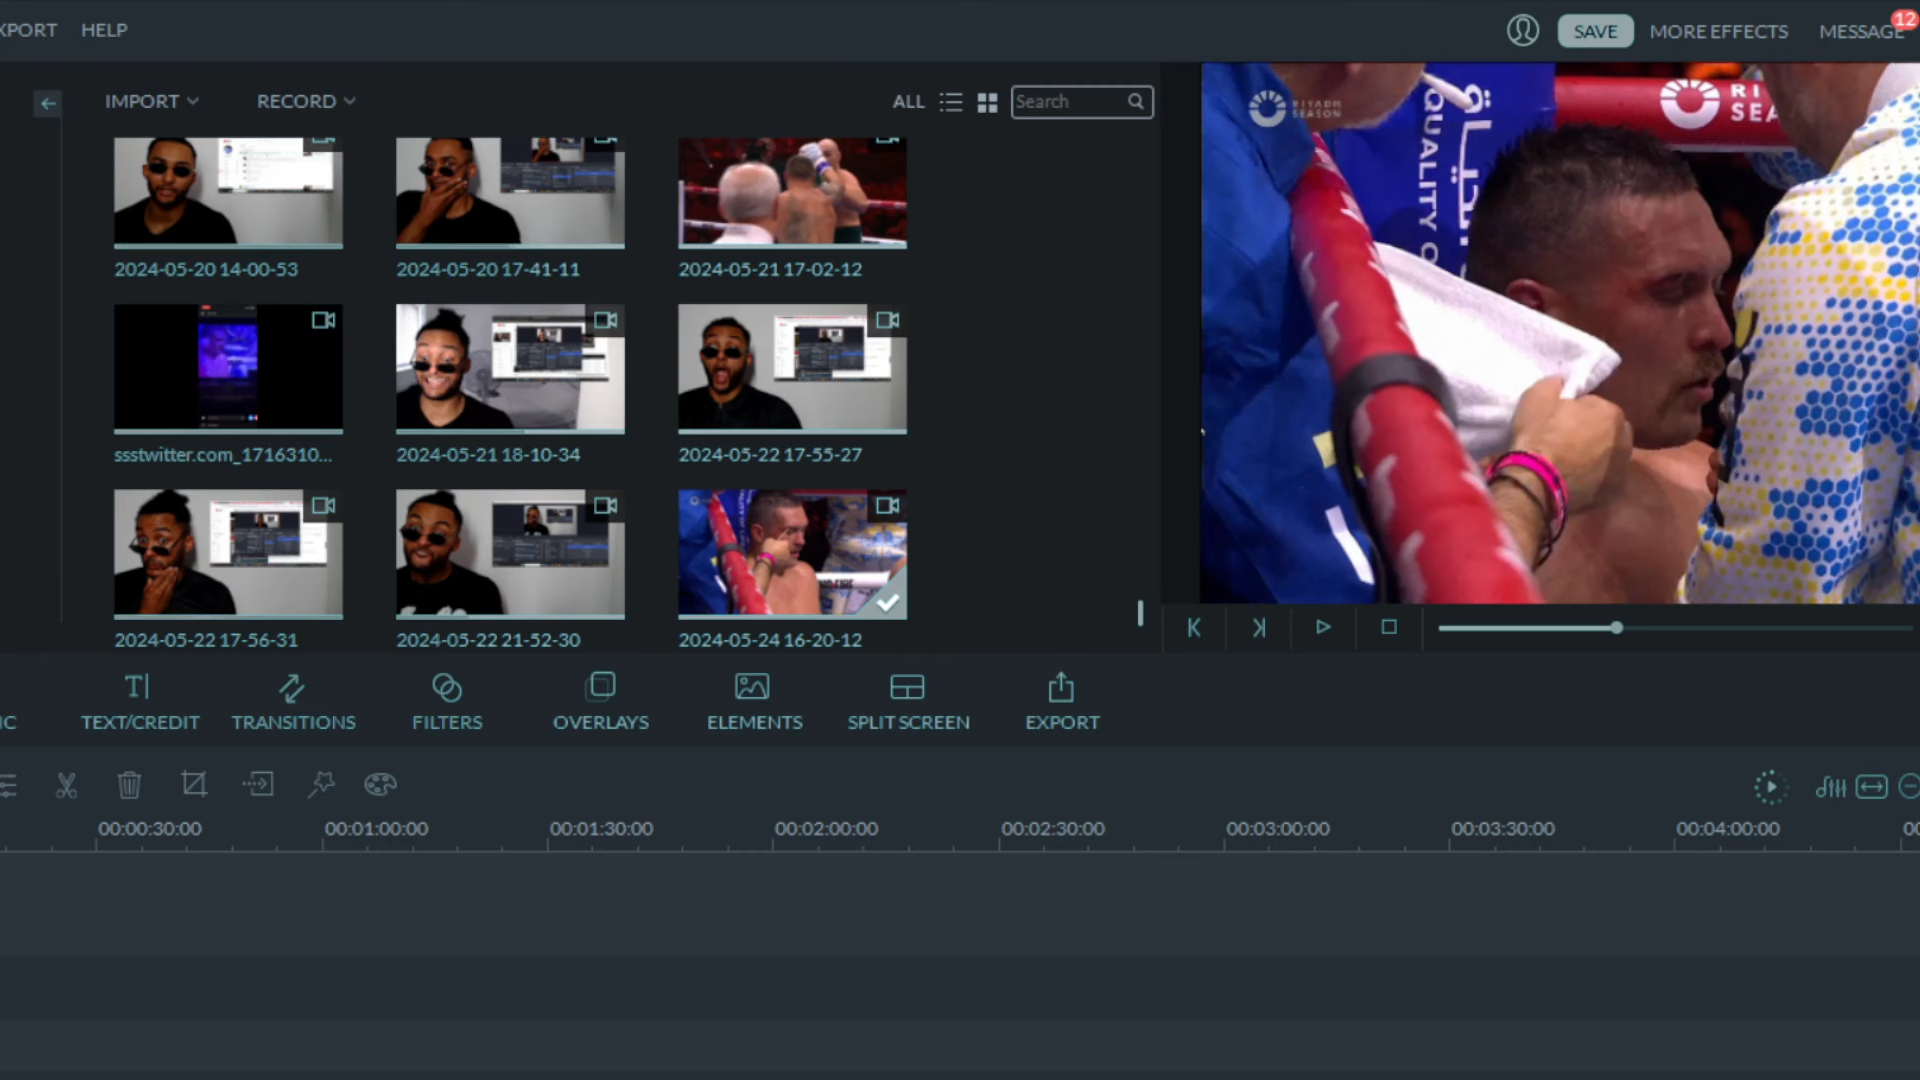 XPORT HELP
SAVE MORE EFFECTS MESSAGE 12
IMPORT RECORD ALL Search
2024-05-20 14-00-53 2024-05-20 17-41-11 2024-05-21 17-02-12
ssstwitter.com_1716310... 2024-05-21 18-10-34 2024-05-22 17-55-27
2024-05-22 17-56-31 2024-05-22 21-52-30 2024-05-24 16-20-12
RIYADH
SEASON
QUALITY O
RI
SEA
IC TEXT/CREDIT TRANSITIONS FILTERS OVERLAYS ELEMENTS SPLIT SCREEN EXPORT
00:00:30:00 00:01:00:00 00:01:30:00 00:02:00:00 00:02:30:00 00:03:00:00 00:03:30:00 00:04:00:00 00